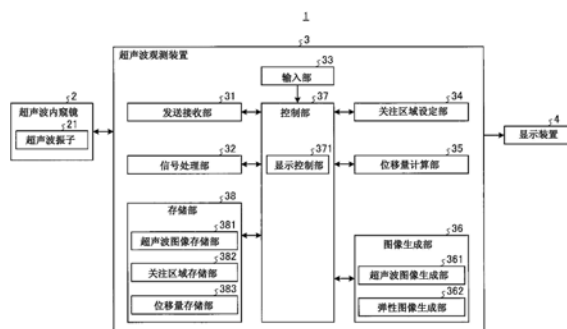 1
3
超声波观测装置
33
输入部
2
超声波内窥镜
21
超声波振子
31
发送接收部
37
控制部
34
关注区域设定部
4
显示装置
32
信号处理部
371
显示控制部
35
位移量计算部
38
存储部
381
超声波图像存储部
382
关注区域存储部
383
位移量存储部
36
图像生成部
361
超声波图像生成部
362
弹性图像生成部